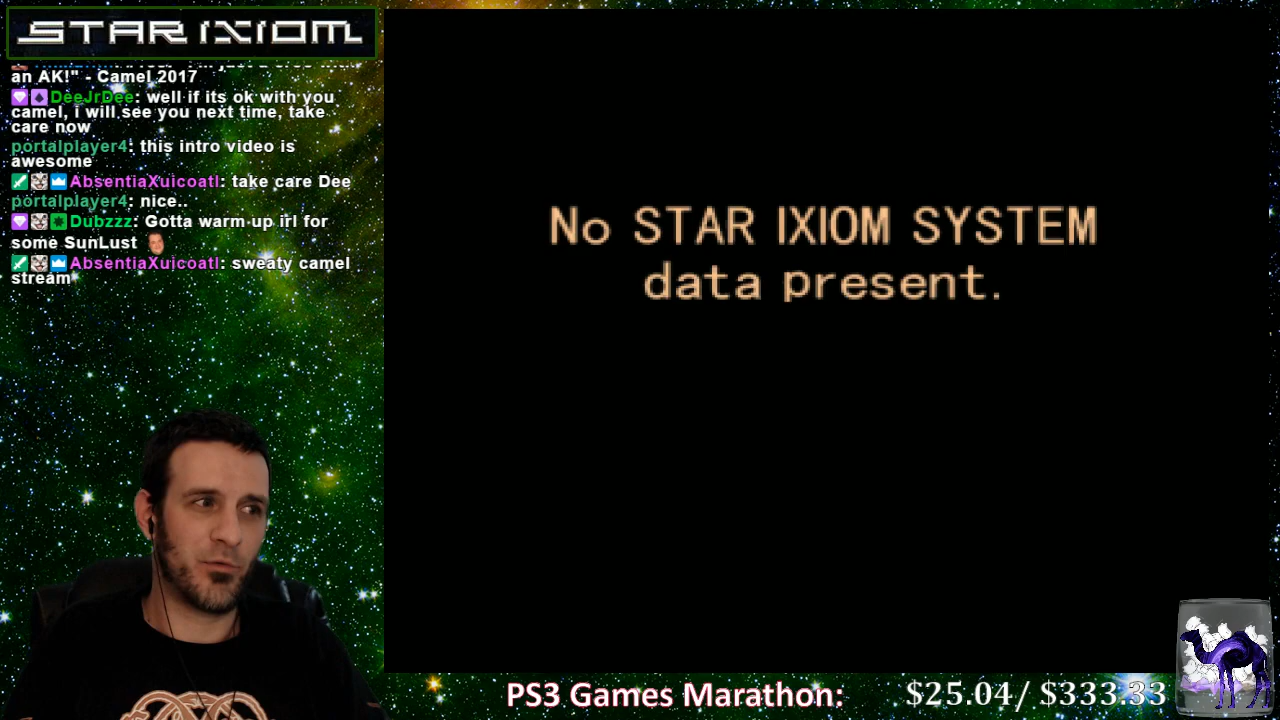 STAR IXIOM
an AK!" - Camel 2017
DeeJrDee: well if its ok with you
camel, i will see you next time, take
care now
portalplayer4: this intro video is
awesome
AbsentiaXuicoatl: take care Dee
portalplayer4: nice..
Dubzzz: Gotta warm up irl for
some SunLust
AbsentiaXuicoatl: sweaty camel
stream
No STAR IXIOM SYSTEM
data present.
PS3 Games Marathon: $25.04/ $333.33